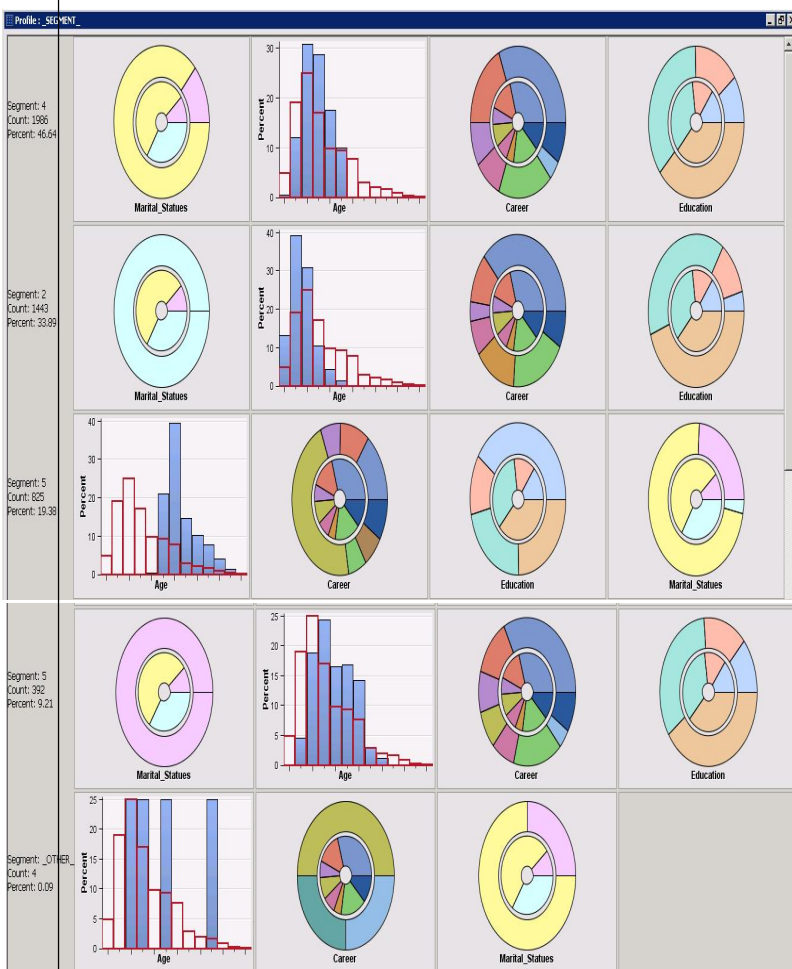 Profile: _SEGMENT_
Segment: 4
Count: 1986
Percent: 46.64
Marital_Statues
Percent
30
20
10
0
Age
Career
Education
Segment: 2
Count: 1443
Percent: 33.89
Marital_Statues
Percent
40
30
20
10
0
Age
Career
Education
Segment: 5
Count: 825
Percent: 19.38
Percent
40
30
20
10
0
Age
Career
Education
Marital_Statues
Segment: 5
Count: 392
Percent: 9.21
Marital_Statues
Percent
25
20
15
10
5
0
Age
Career
Education
Segment: _OTHER_
Count: 4
Percent: 0.09
Percent
25
20
15
10
5
0
Age
Career
Marital_Statues